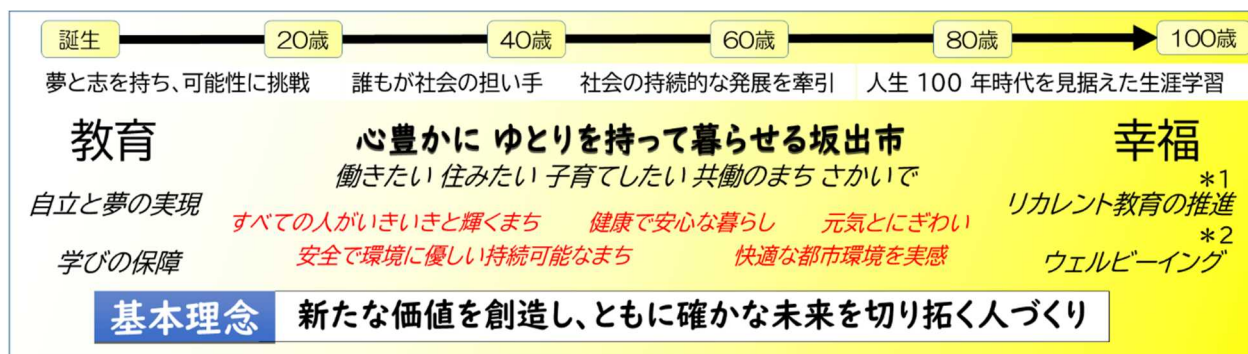 誕生 20歳 40歳 60歳 80歳 100歳
夢と志を持ち、可能性に挑戦 誰もが社会の担い手 社会の持続的な発展を牽引 人生 100 年時代を見据えた生涯学習
教育 心豊かに ゆとりを持って暮らせる坂出市 幸福
働きたい 住みたい 子育てしたい 共働のまち さかいで
*1
自立と夢の実現 リカレント教育の推進
すべての人がいきいきと輝くまち 健康で安心な暮らし 元気とにぎわい
*2
学びの保障 安全で環境に優しい持続可能なまち 快適な都市環境を実感 ウェルビーイング
基本理念 新たな価値を創造し、ともに確かな未来を切り拓く人づくり